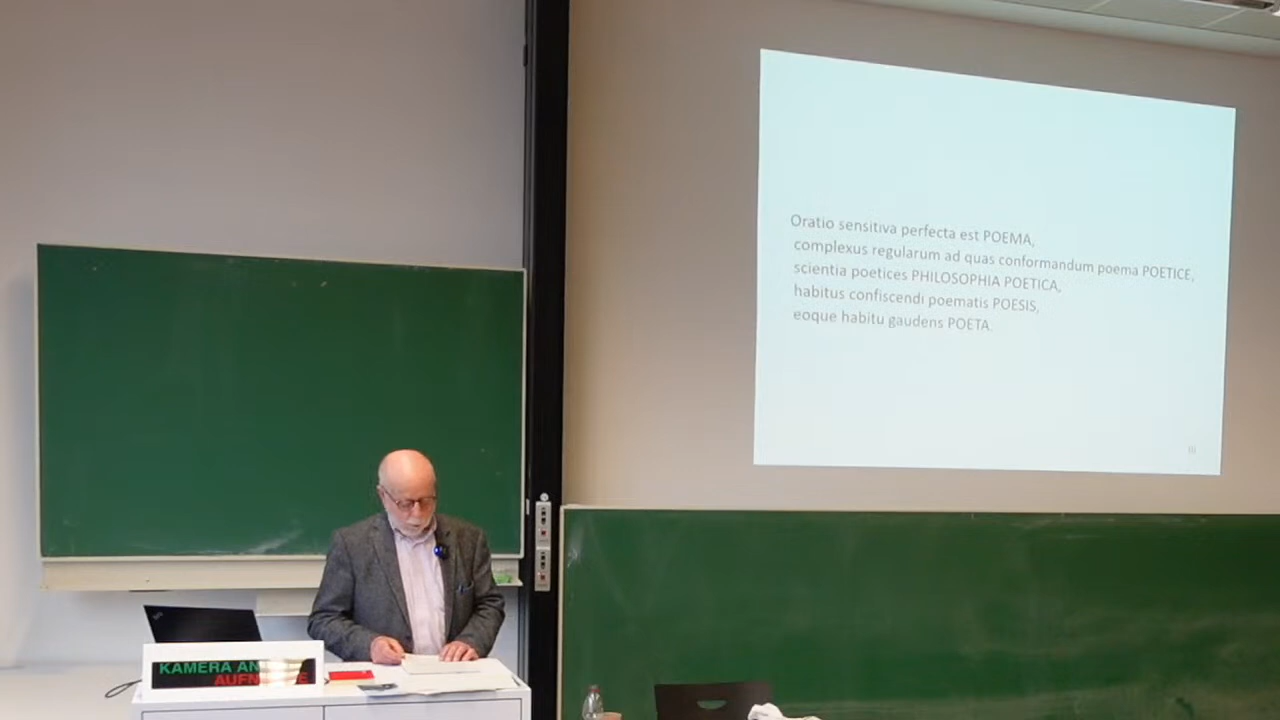 Oratio sensitiva perfecta est POEMA,
complexus regularum ad quas conformandum poema POETICE,
scientia poetices PHILOSOPHIA POETICA,
habitus confiscendi poematis POESIS,
eoque habitu gaudens POETA.
KAMERA AN